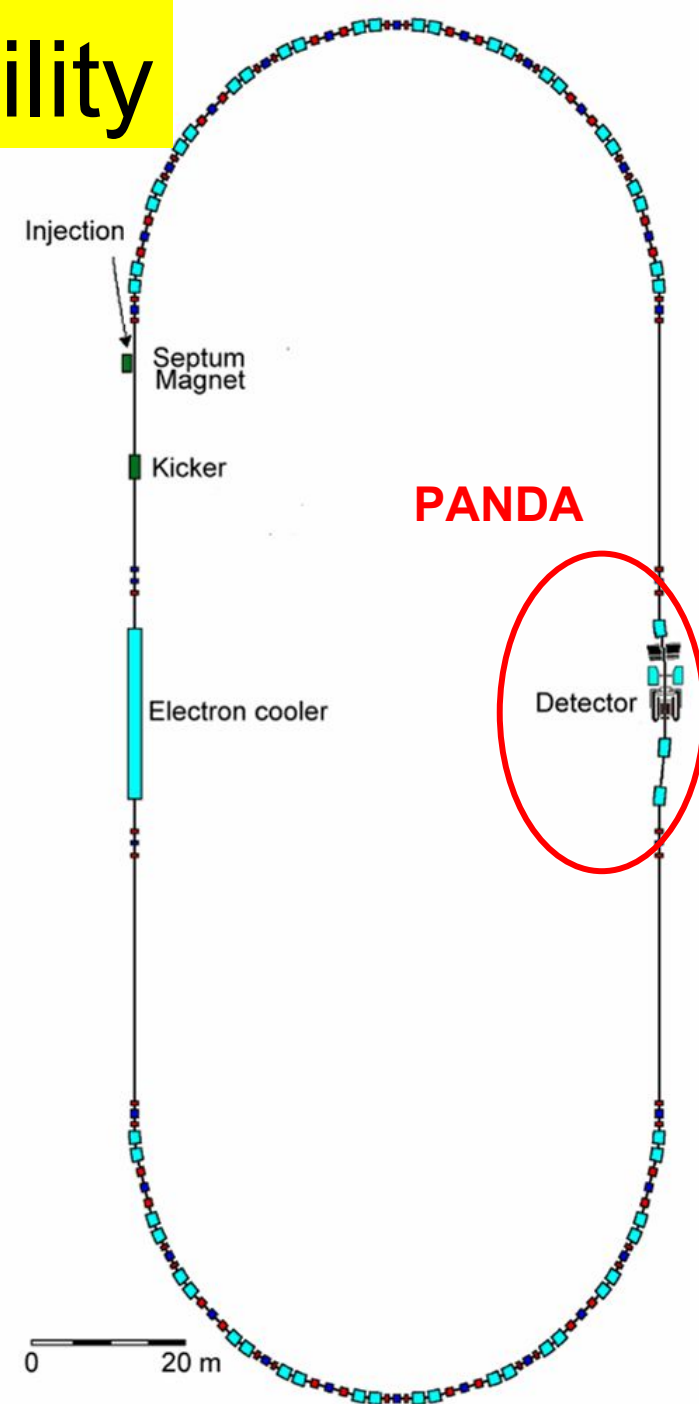 ility
Injection
Septum
Magnet
Kicker
PANDA
Electron cooler
Detector
0 20 m